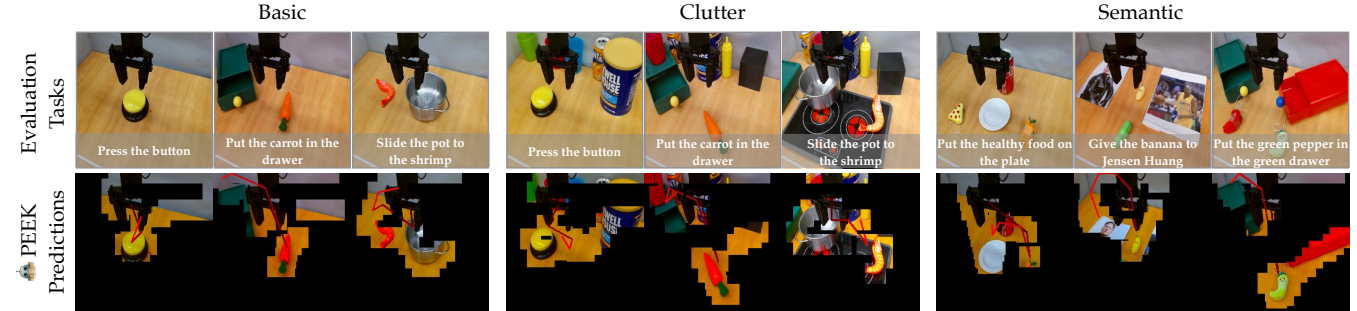 Basic
Clutter
Semantic
Evaluation
Tasks
Press the button
Put the carrot in the
drawer
Slide the pot to
the shrimp
Press the button
Put the carrot in the
drawer
Slide the pot to
the shrimp
Put the healthy food on
the plate
Give the banana to
Jensen Huang
Put the green pepper in
the green drawer
PEEK
Predictions